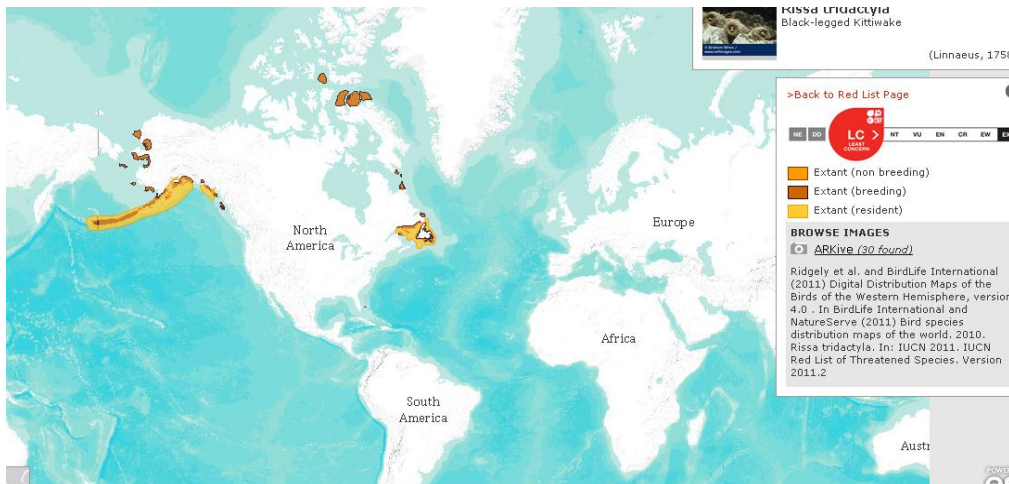 Rissa tridactyla
Black-legged Kittiwake
(Linnaeus, 1758
>Back to Red List Page
NE DD LC > NT VU EN CR EW EX
LEAST
CONCERN
Extant (non breeding)
Extant (breeding)
Extant (resident)
BROWSE IMAGES
ARKive (30 found)
Ridgely et al. and BirdLife International
(2011) Digital Distribution Maps of the
Birds of the Western Hemisphere, version
4.0 . In BirdLife International and
NatureServe (2011) Bird species
distribution maps of the world. 2010.
Rissa tridactyla. In: IUCN 2011. IUCN
Red List of Threatened Species. Version
2011.2
North
America
Europe
Africa
South
America
Austr
POWE